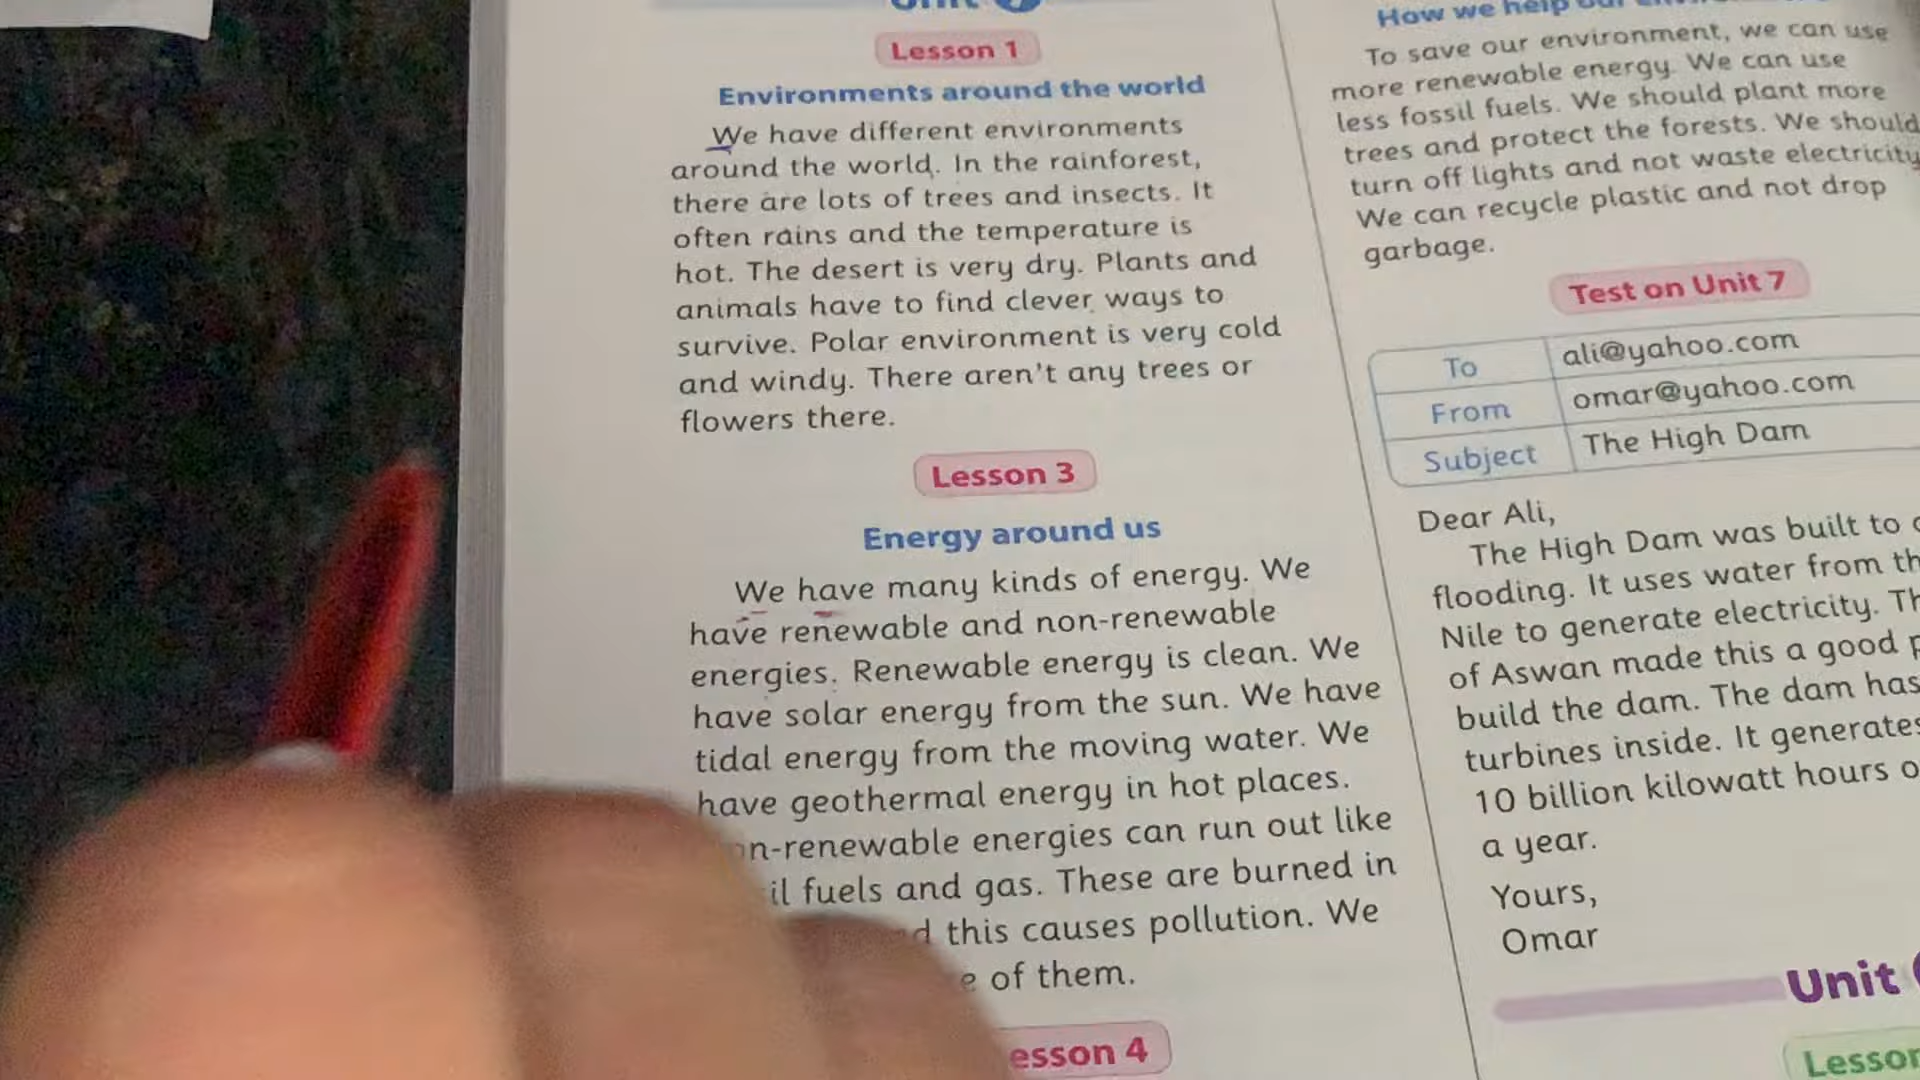 Lesson 1
Environments around the world
We have different environments
around the world. In the rainforest,
there are lots of trees and insects. It
often rains and the temperature is
hot. The desert is very dry. Plants and
animals have to find clever ways to
survive. Polar environment is very cold
and windy. There aren't any trees or
flowers there.
Lesson 3
Energy around us
We have many kinds of energy. We
have renewable and non-renewable
energies. Renewable energy is clean. We
have solar energy from the sun. We have
tidal energy from the moving water. We
have geothermal energy in hot places.
n-renewable energies can run out like
il fuels and gas. These are burned in
this causes pollution. We
of them.
esson 4
How we help our
To save our environment, we can use
more renewable energy. We can use
less fossil fuels. We should plant more
trees and protect the forests. We should
turn off lights and not waste electricity
We can recycle plastic and not drop
garbage.
Test on Unit 7
To ali@yahoo.com
From omar@yahoo.com
Subject The High Dam
Dear Ali,
The High Dam was built to
flooding. It uses water from th
Nile to generate electricity. Th
of Aswan made this a good
build the dam. The dam has
turbines inside. It generates
10 billion kilowatt hours o
a year.
Yours,
Omar
Unit
Lesson